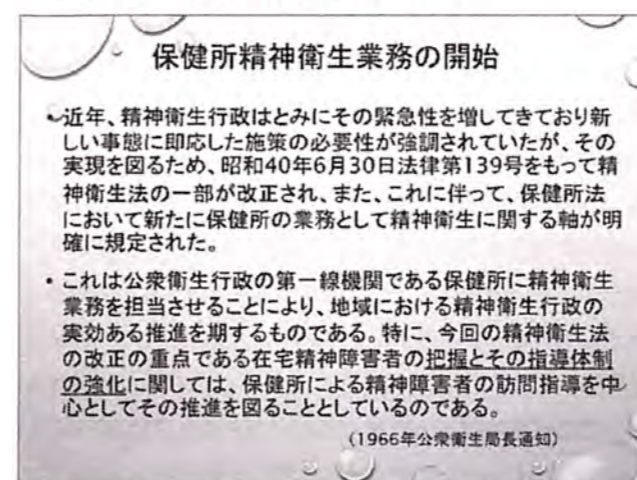 保健所精神衛生業務の開始
近年、精神衛生行政はとみにその緊急性を増してきており新
しい事態に即応した施策の必要性が強調されていたが、その
実現を図るため、昭和40年6月30日法律第139号をもって精
神衛生法の一部が改正され、また、これに伴って、保健所法
において新たに保健所の業務として精神衛生に関する軸が明
確に規定された。
・これは公衆衛生行政の第一線機関である保健所に精神衛生
業務を担当させることにより、地域における精神衛生行政の
実効ある推進を期するものである。特に、今回の精神衛生法
の改正の重点である在宅精神障害者の把握とその指導体制
の強化に関しては、保健所による精神障害者の訪問指導を中
心としてその推進を図ることとしているのである。
(1966年公衆衛生局長通知)